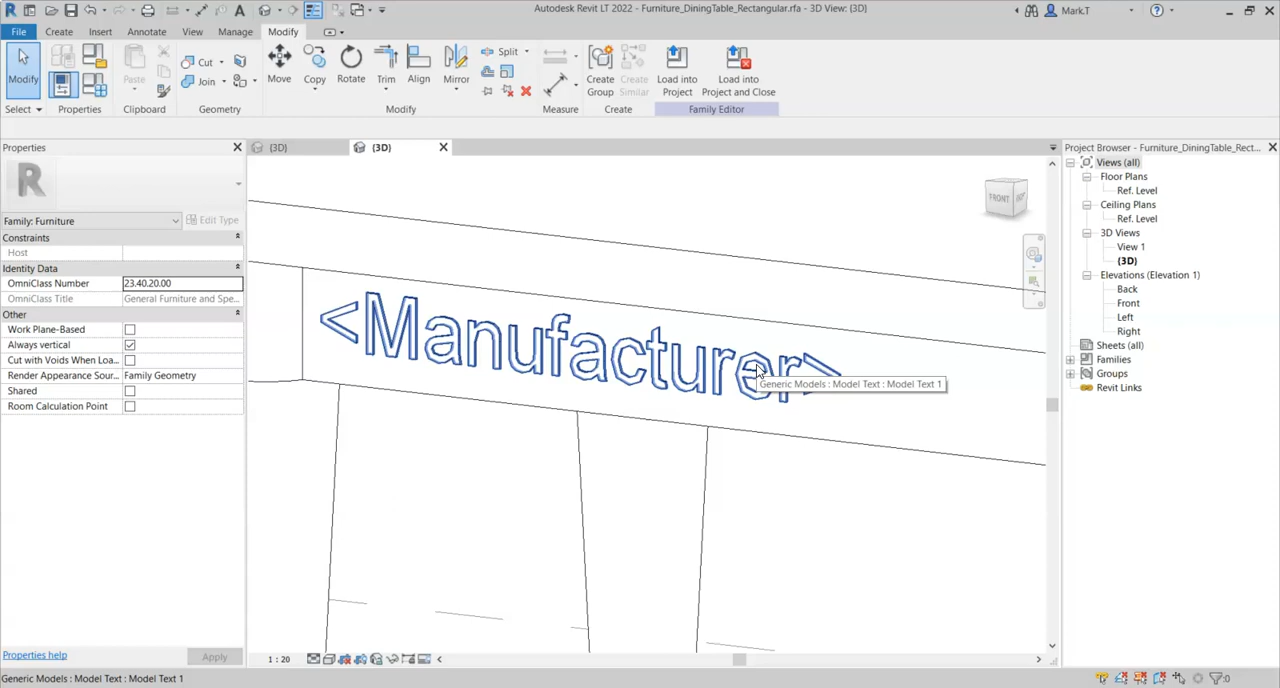 Autodesk Revit LT 2022 - Furniture_DiningTable_Rectangular.rfa - 3D View: {3D}
Mark.T
File Create Insert Annotate View Manage Modify
Modify
Paste
Cut
Join
Move
Copy
Rotate
Trim
Align
Mirror
Split
Create Group
Create Similar
Load into Project
Load into Project and Close
Select Properties Clipboard Geometry Modify Measure Create Family Editor
Properties
{3D}
{3D}
Project Browser - Furniture_DiningTable_Rect...
Family: Furniture
Edit Type
Constraints
Host
Identity Data
OmniClass Number 23.40.20.00
OmniClass Title General Furniture and Spe...
Other
Work Plane-Based
Always vertical
Cut with Voids When Loa...
Render Appearance Sour... Family Geometry
Shared
Room Calculation Point
Properties help
Apply
<Manufacturer>
Generic Models : Model Text : Model Text 1
FRONT
Views (all)
Floor Plans
Ref. Level
Ceiling Plans
Ref. Level
3D Views
View 1
{3D}
Elevations (Elevation 1)
Back
Front
Left
Right
Sheets (all)
Families
Groups
Revit Links
1 : 20
Generic Models : Model Text : Model Text 1
:0